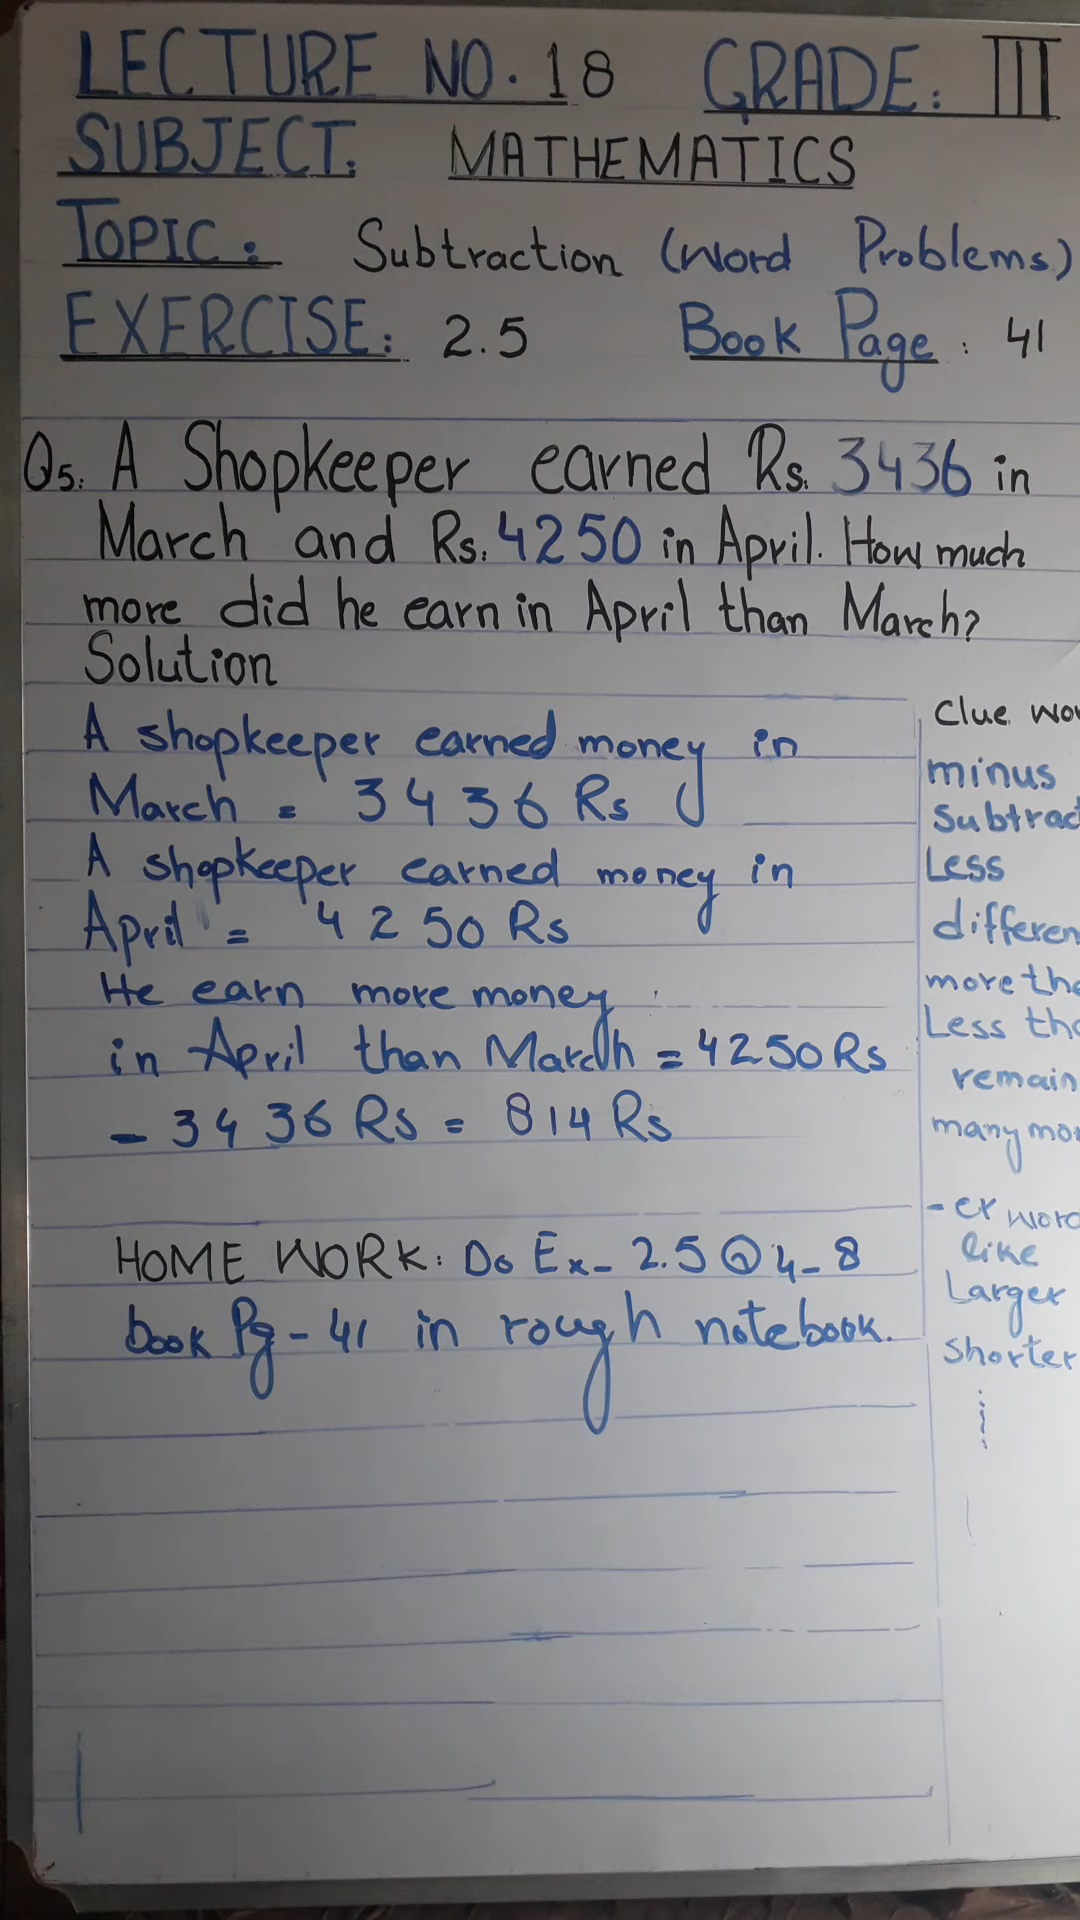 LECTURE NO. 18 GRADE: III
SUBJECT: MATHEMATICS
TOPIC: Subtraction (Word Problems)
EXERCISE: 2.5 Book Page: 41
Q5. A Shopkeeper earned Rs. 3436 in
March and Rs. 4250 in April. How much
more did he earn in April than March?
Solution
A shopkeeper earned money in
March = 3436 Rs
A shopkeeper earned money in
April = 4250 Rs
He earn more money
in April than March = 4250 Rs
- 3436 Rs = 814 Rs
HOME WORK: Do Ex- 2.5 Q 4-8
book Pg-41 in rough notebook.
Clue
minus
Less
more
Less
remain
many
-er
like
Larger
shorter